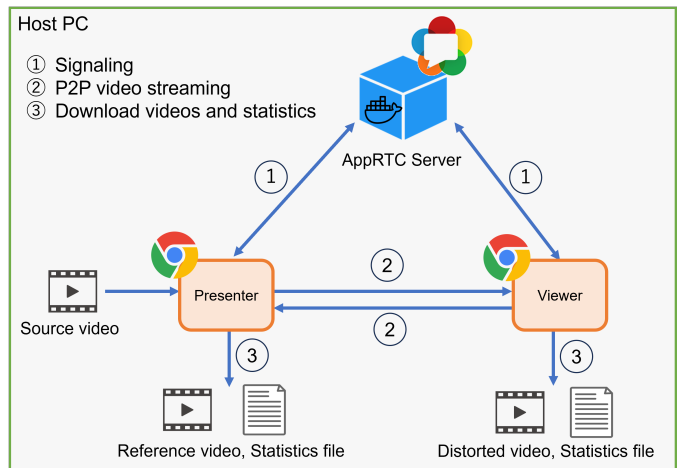 Host PC
① Signaling
② P2P video streaming
③ Download videos and statistics
AppRTC Server
①
①
Presenter
②
Viewer
Source video
②
③
③
Reference video, Statistics file
Distorted video, Statistics file